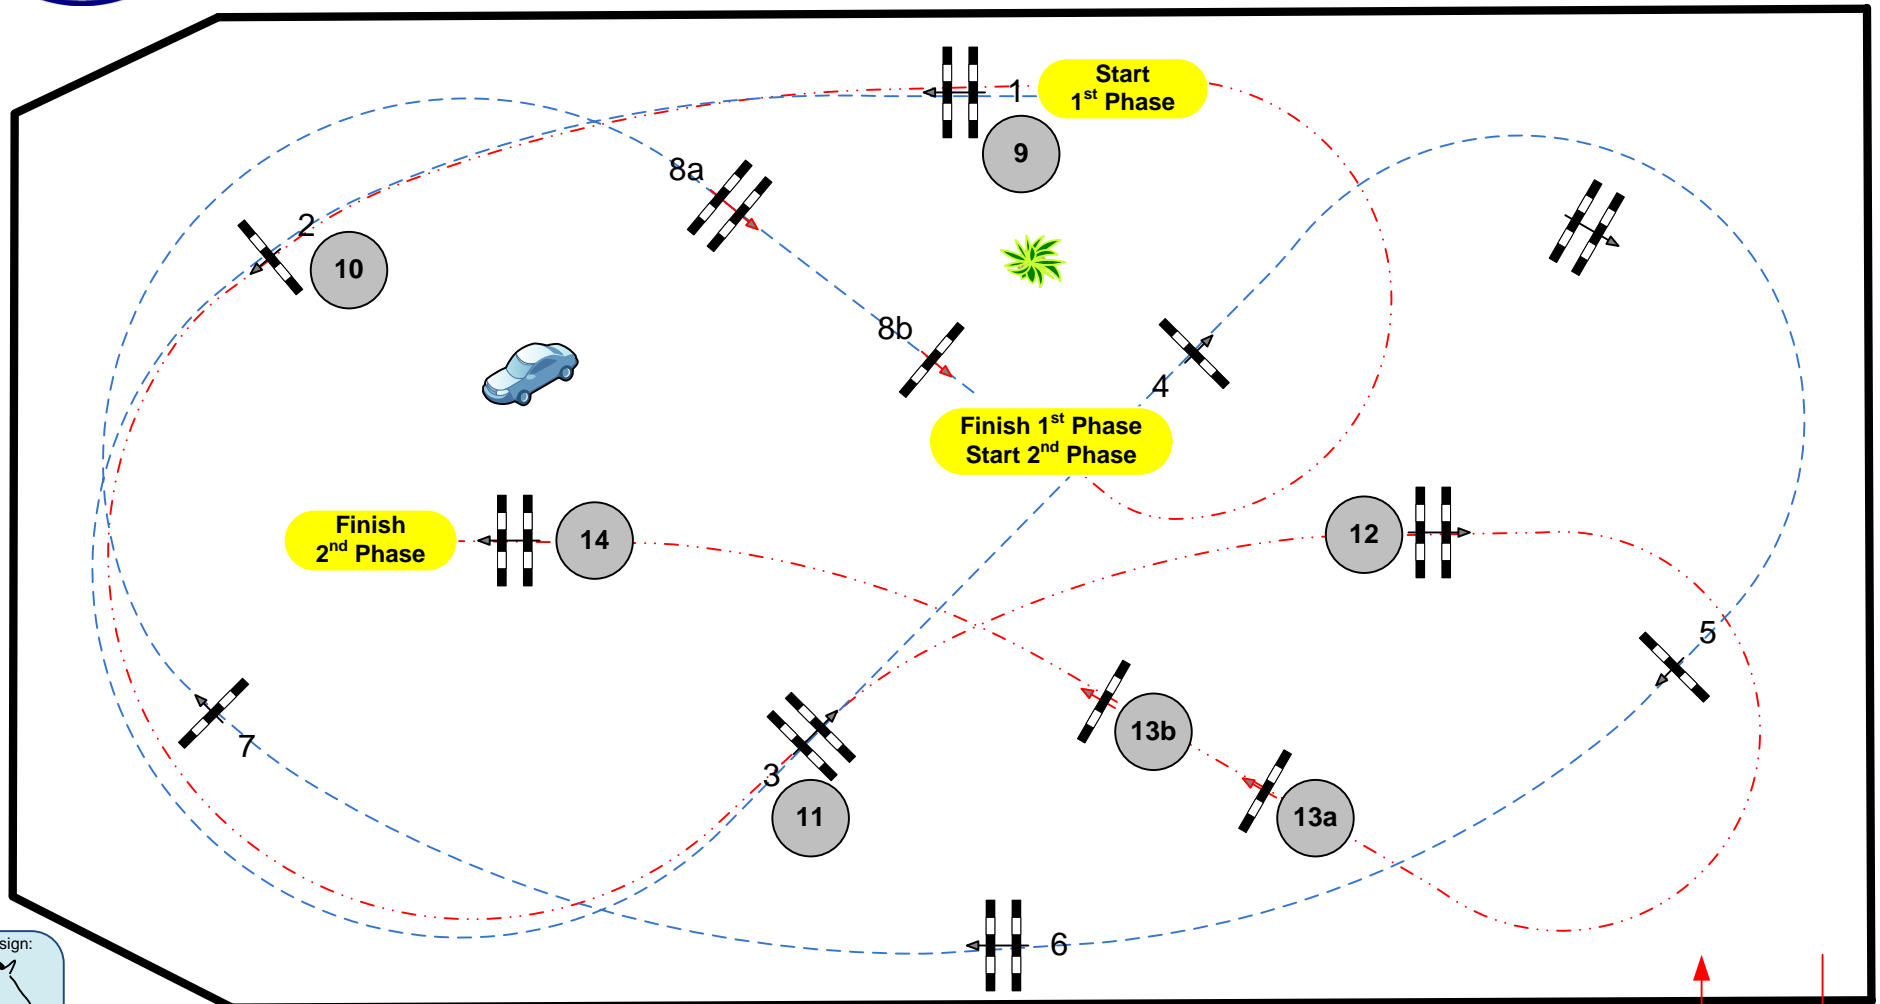 Start
1st Phase
1
9
8a
2
10
8b
4
Finish 1st Phase
Start 2nd Phase
Finish
2nd Phase
14
12
5
13b
7
3
11
13a
6
sign: